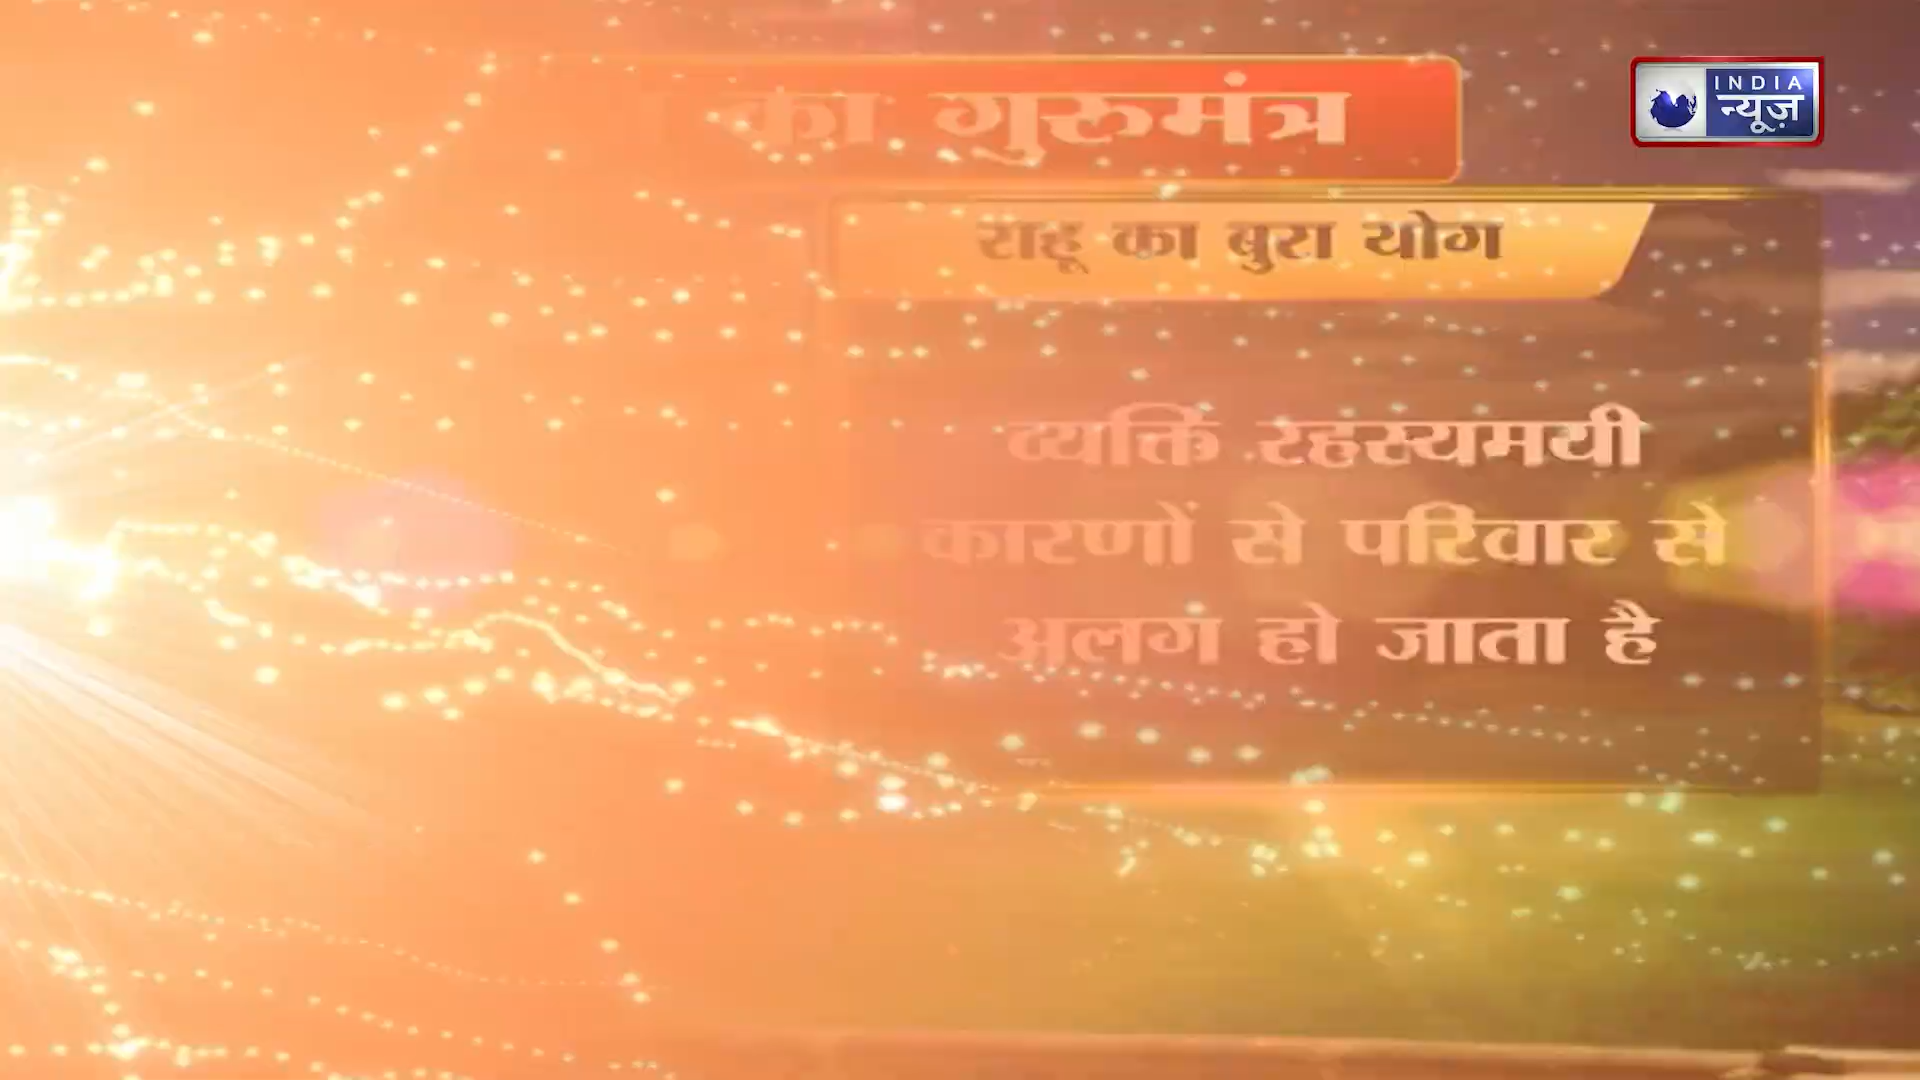 का गुरुमंत्र
INDIA
न्यूज़
राहू का बुरा योग
व्यक्ति रहस्यमयी
कारणों से परिवार से
अलग हो जाता है